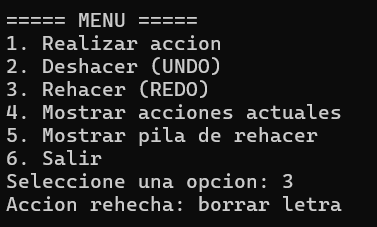 ===== MENU =====
1. Realizar accion
2. Deshacer (UNDO)
3. Rehacer (REDO)
4. Mostrar acciones actuales
5. Mostrar pila de rehacer
6. Salir
Seleccione una opcion: 3
Accion rehecha: borrar letra